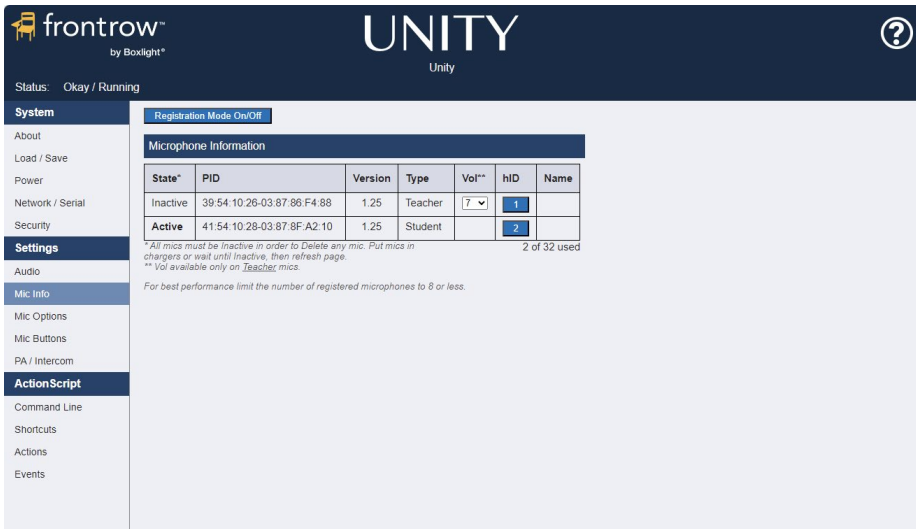 frontrow™
by Boxlight®
UNITY
Unity
?
Status: Okay / Running
System
About
Load / Save
Power
Network / Serial
Security
Settings
Audio
Mic Info
Mic Options
Mic Buttons
PA / Intercom
ActionScript
Command Line
Shortcuts
Actions
Events
Registration Mode On/Off
Microphone Information
State* PID Version Type Vol** hID Name
Inactive 39:54:10:26-03:87:86:F4:88 1.25 Teacher 7 1
Active 41:54:10:28-03:87:8F:A2:10 1.25 Student 2
* All mics must be Inactive in order to Delete any mic. Put mics in
chargers or wait until Inactive, then refresh page.
** Vol available only on Teacher mics.
2 of 32 used
For best performance limit the number of registered microphones to 8 or less.